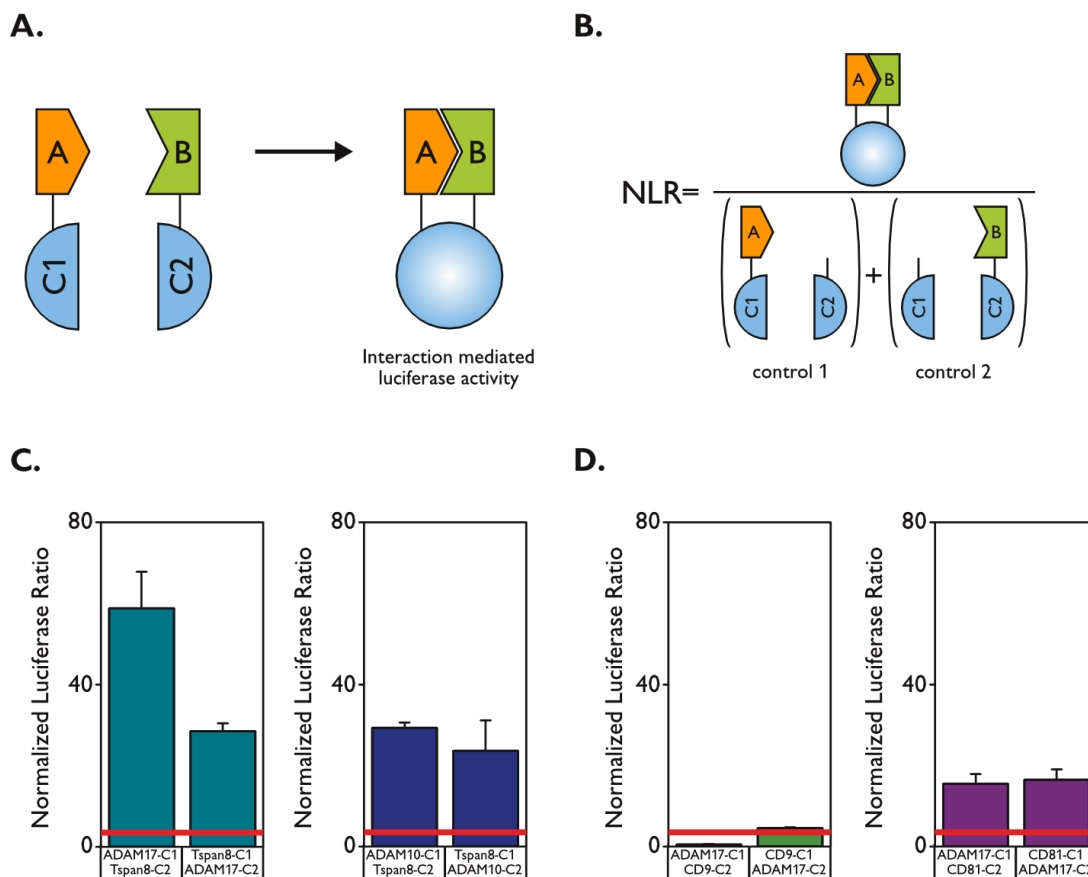 A.
B.
A
B
C1
C2
A
B
Interaction mediated
luciferase activity
NLR=
A
B
A
C1
C2
+
C1
B
C2
control 1
control 2
C.
D.
Normalized Luciferase Ratio
80
40
0
ADAM17-C1
Tspan8-C2
Tspan8-C1
ADAM17-C2
Normalized Luciferase Ratio
80
40
0
ADAM10-C1
Tspan8-C2
Tspan8-C1
ADAM10-C2
Normalized Luciferase Ratio
80
40
0
ADAM17-C1
CD9-C2
CD9-C1
ADAM17-C2
Normalized Luciferase Ratio
80
40
0
ADAM17-C1
CD81-C2
CD81-C1
ADAM17-C2